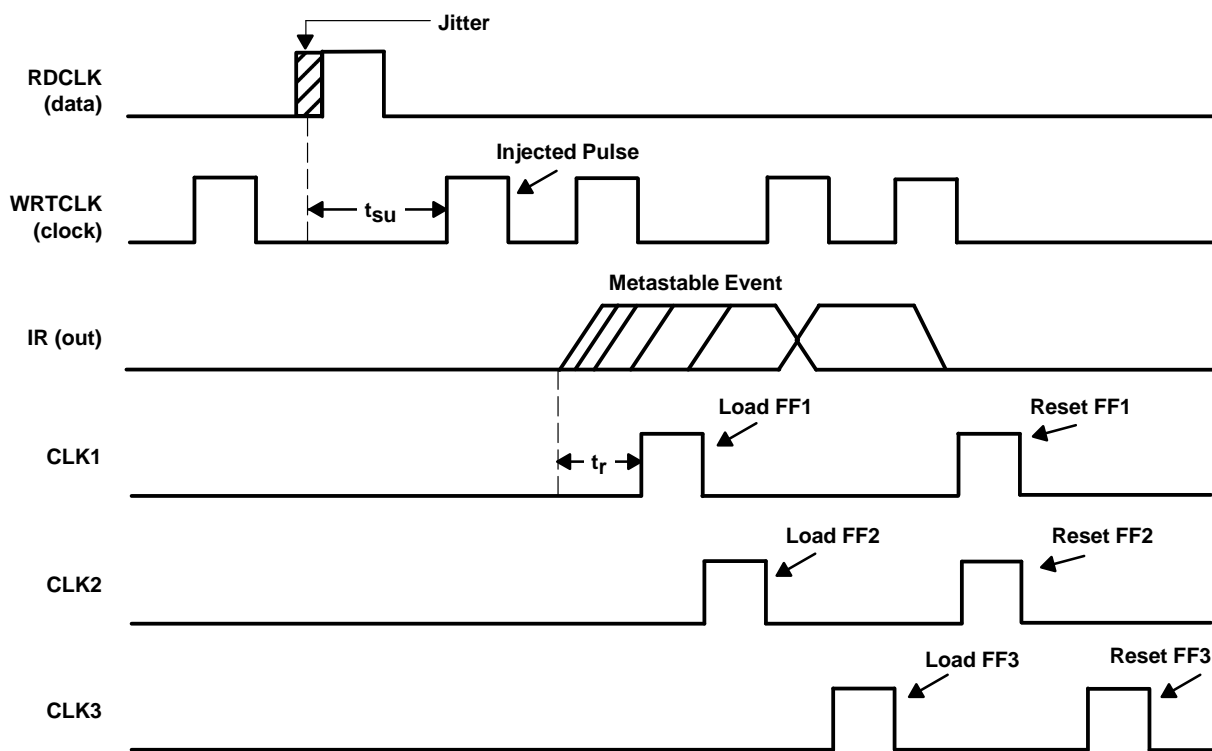 Jitter
RDCLK
(data)
Injected Pulse
WRTCLK
(clock)
tsu
Metastable Event
IR (out)
Load FF1
Reset FF1
CLK1
tr
Load FF2
Reset FF2
CLK2
Load FF3
Reset FF3
CLK3